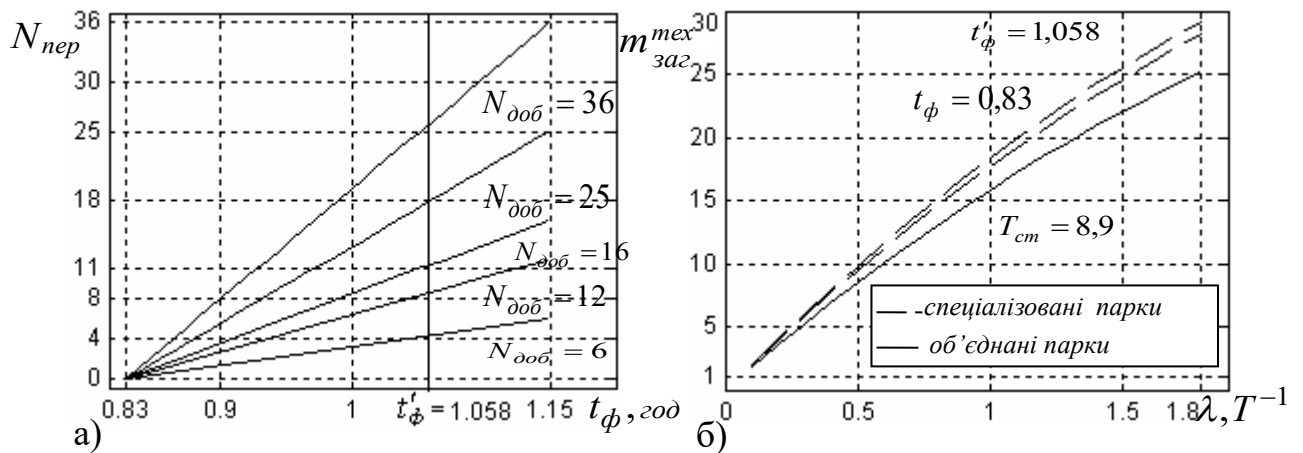 N_пер
36
30
25
18
11
8
4
0
N_доб = 36
N_доб = 25
N_доб = 16
N_доб = 12
N_доб = 6
0.83 0.9 1 t'_ф = 1.058 1.15 t_ф, год
а)
m_заг^тех
30
25
20
15
10
5
1
t'_ф = 1,058
t_ф = 0,83
T_ст = 8,9
спеціалізовані парки
об’єднані парки
0 0.5 1 1.5 1.8 λ, T^−1
б)